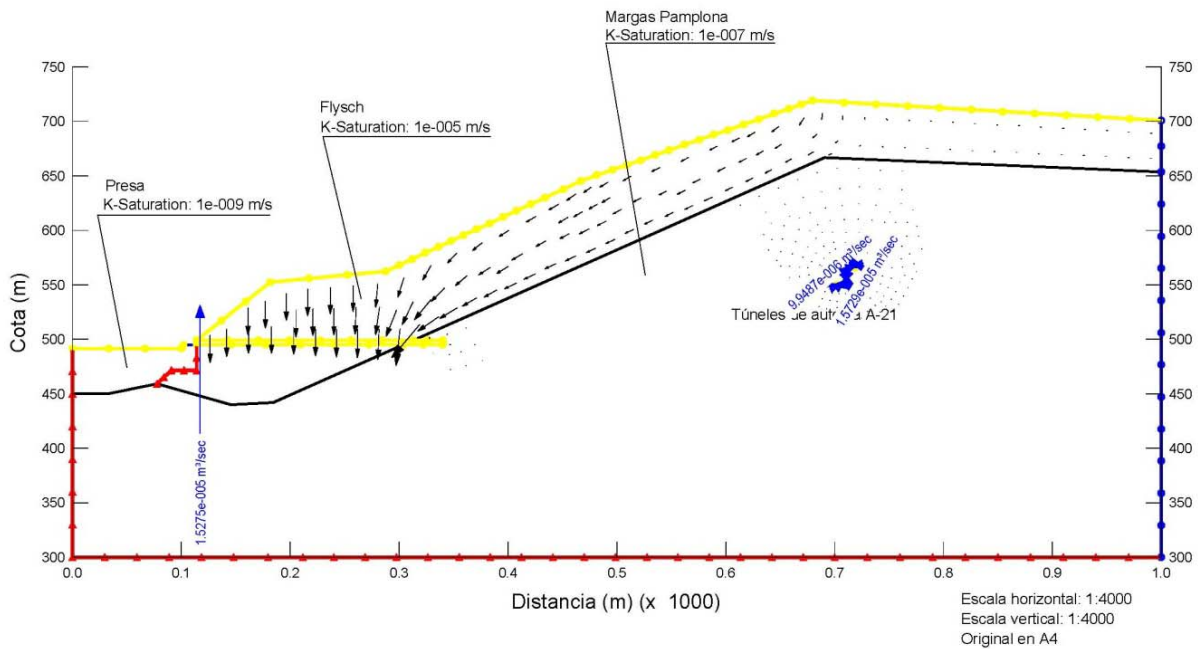 Margas Pamplona
K-Saturation: 1e-007 m/s
750
750
Flysch
K-Saturation: 1e-005 m/s
700
700
Presa
K-Saturation: 1e-009 m/s
650
650
600
600
9.9487e-006 m³/sec
1.5729e-005 m³/sec
550
550
Túneles de A-21
500
500
Cota (m)
450
450
400
400
1.5275e-005 m³/sec
350
350
300
300
0.0 0.1 0.2 0.3 0.4 0.5 0.6 0.7 0.8 0.9 1.0
Distancia (m) (x 1000)
Escala horizontal: 1:4000
Escala vertical: 1:4000
Original en A4